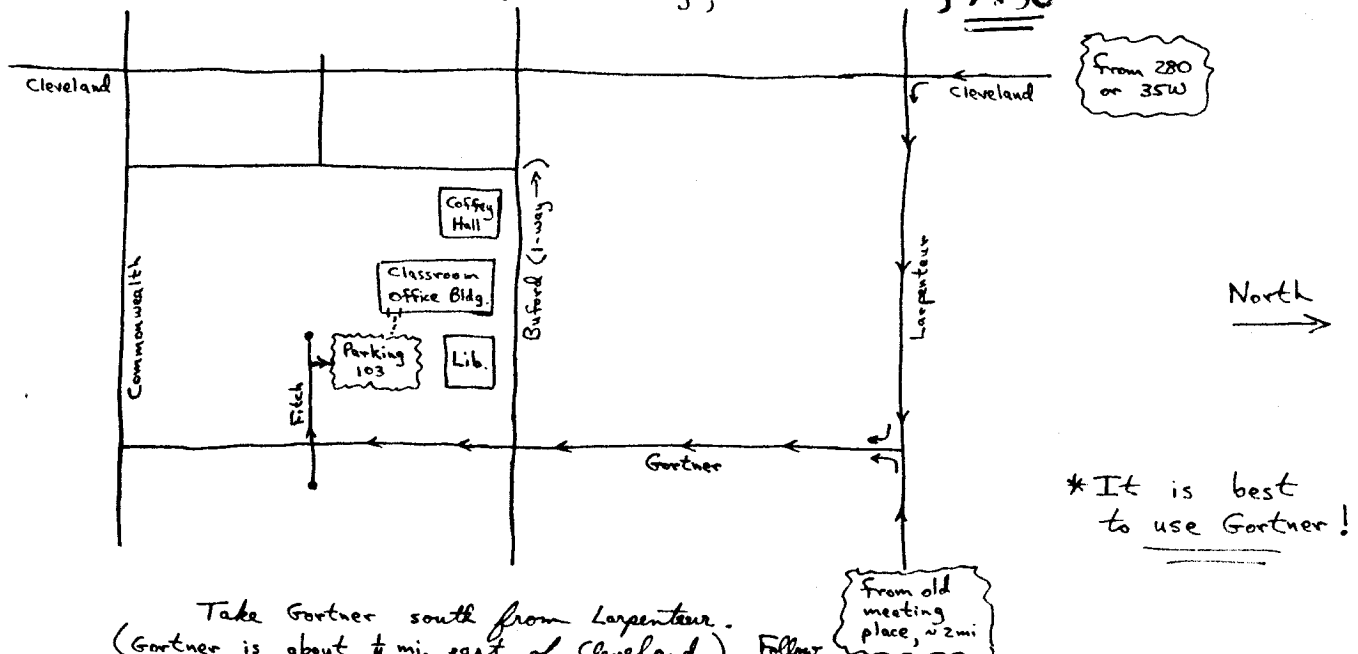 Cleveland
Cleveland
from 280
or 35W
Coffey
Hall
Classroom
Office Bldg.
Parking
103
Lib.
Commonwealth
Fitch
Buford (1-way →)
Larpenteur
North
Gortner
*It is best
to use Gortner!
from old
meeting
place, ~2mi
Take Gortner south from Larpenteur.
(Gortner is about ¼ mi. east of Cleveland) Follow